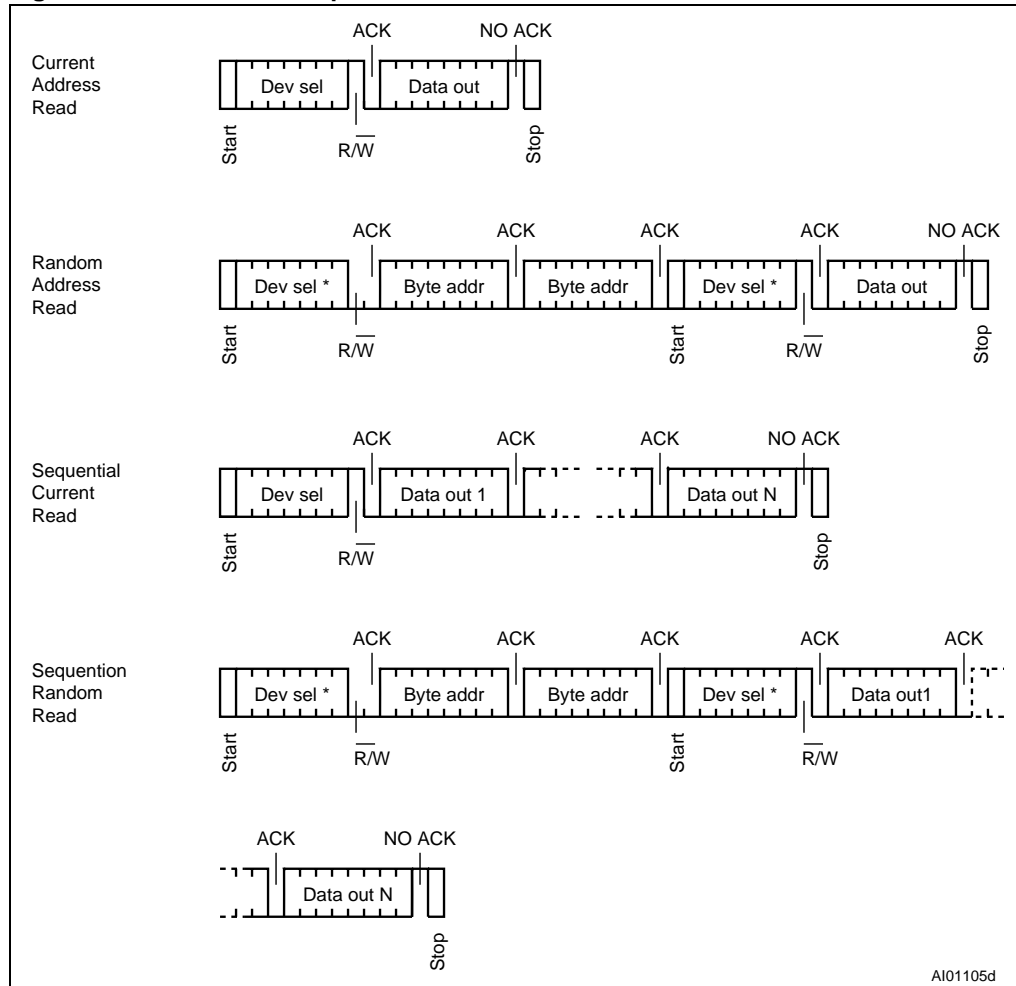 ACK NO ACK
Current
Address
Read
Dev sel Data out
Start R/W Stop
ACK ACK ACK ACK NO ACK
Random
Address
Read
Dev sel * Byte addr Byte addr Dev sel * Data out
Start R/W Start R/W Stop
ACK ACK ACK NO ACK
Sequential
Current
Read
Dev sel Data out 1 Data out N
Start R/W Stop
ACK ACK ACK ACK ACK
Sequention
Random
Read
Dev sel * Byte addr Byte addr Dev sel * Data out1
Start R/W Start R/W
ACK NO ACK
Data out N
Stop
AI01105d